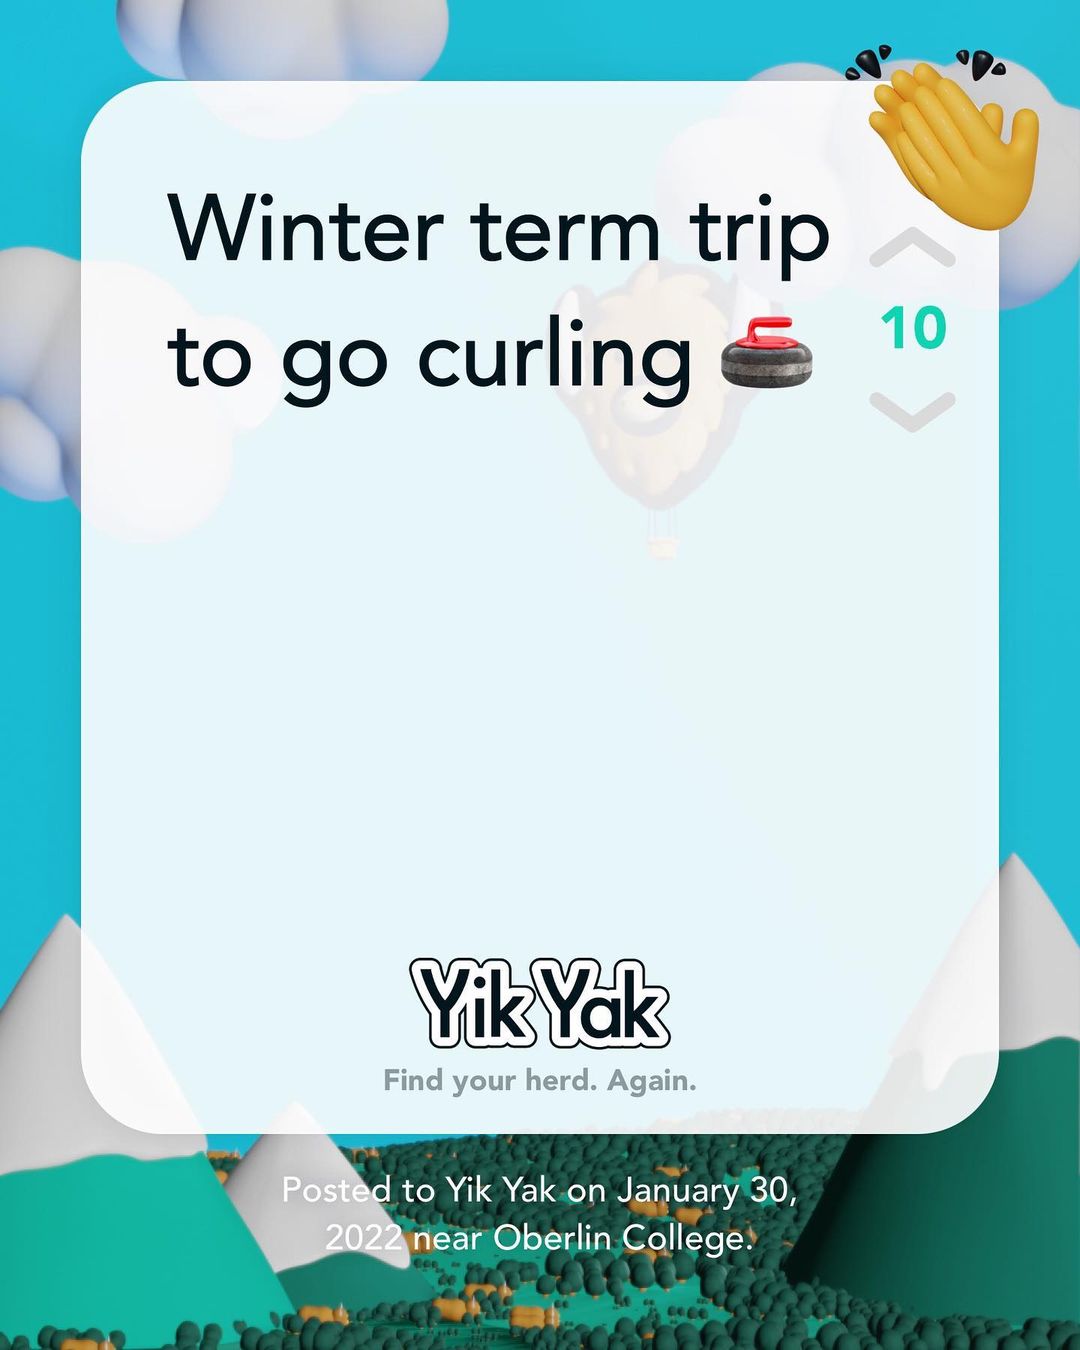 Winter term trip
to go curling 🥌
10
Yik Yak
Find your herd. Again.
Posted to Yik Yak on January 30,
2022 near Oberlin College.